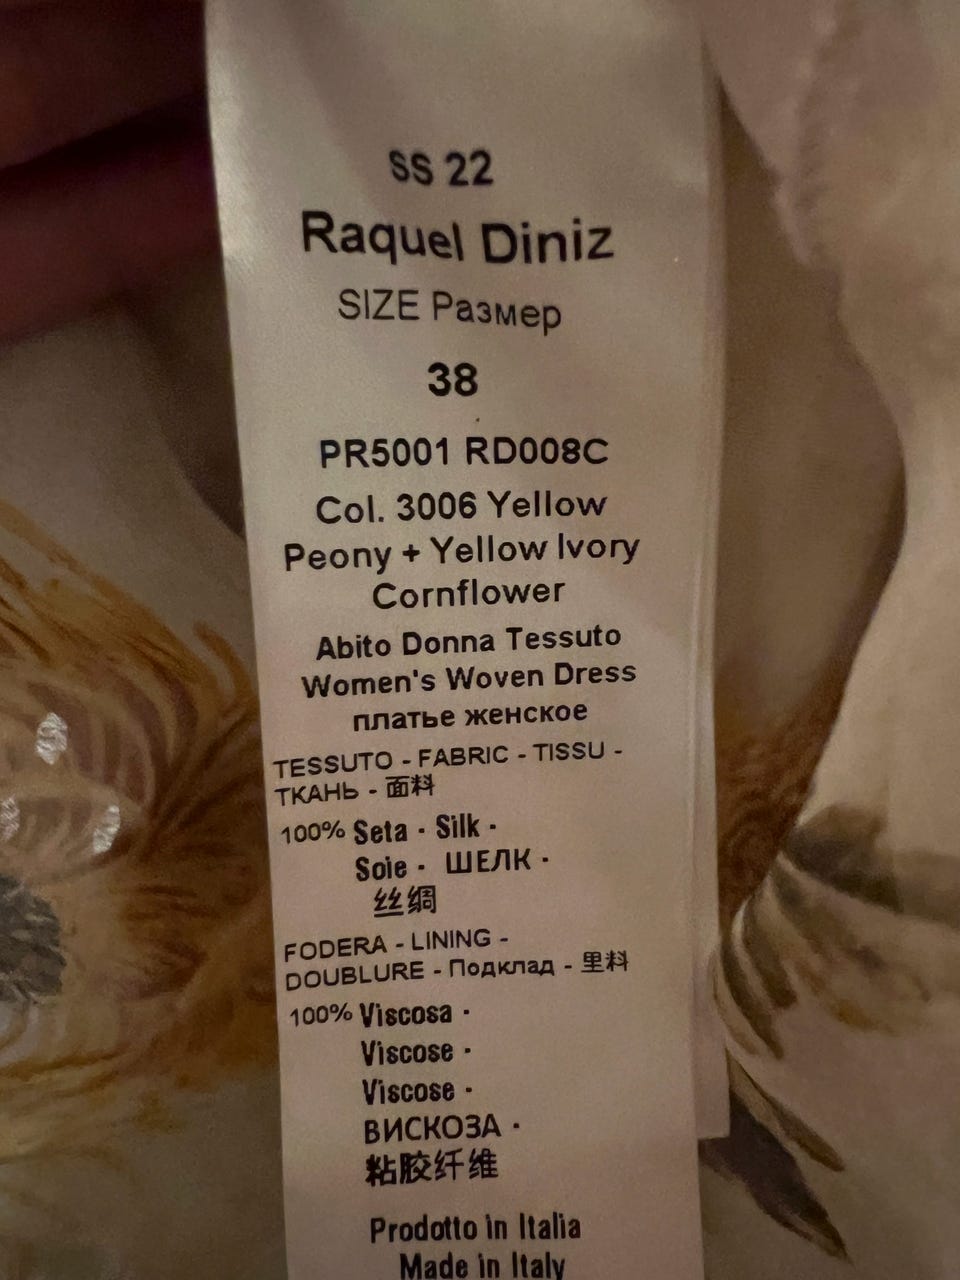 SS 22
Raquel Diniz
SIZE Размер
38
PR5001 RD008C
Col. 3006 Yellow
Peony + Yellow Ivory
Cornflower
Abito Donna Tessuto
Women's Woven Dress
платье женское
TESSUTO - FABRIC - TISSU -
ТКАНЬ - 面料
100% Seta - Silk -
Soie - ШЕЛК -
丝绸
FODERA - LINING -
DOUBLURE - Подклад - 里料
100% Viscosa -
Viscose -
Viscose -
ВИСКОЗА -
粘胶纤维
Prodotto in Italia
Made in Italy